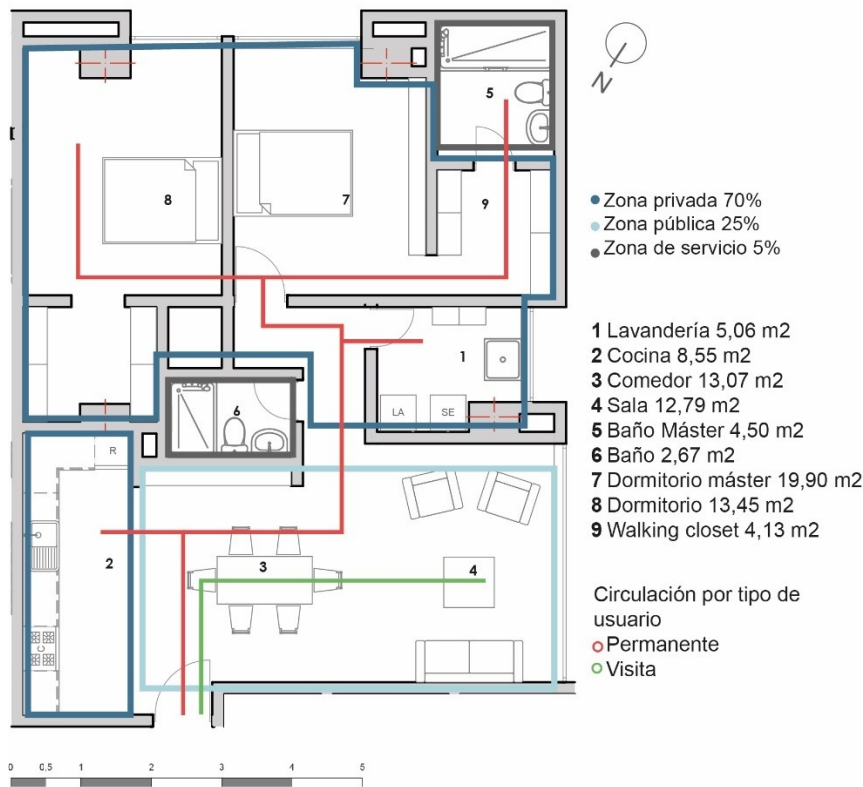 5
N
8
7
9
Zona privada 70%
Zona pública 25%
Zona de servicio 5%
1
1 Lavandería 5,06 m2
2 Cocina 8,55 m2
3 Comedor 13,07 m2
4 Sala 12,79 m2
5 Baño Máster 4,50 m2
6 Baño 2,67 m2
7 Dormitorio máster 19,90 m2
8 Dormitorio 13,45 m2
9 Walking closet 4,13 m2
6
LA SE
R
2
3
4
C
Circulación por tipo de
usuario
Permanente
Visita
0 0,5 1 2 3 4 5